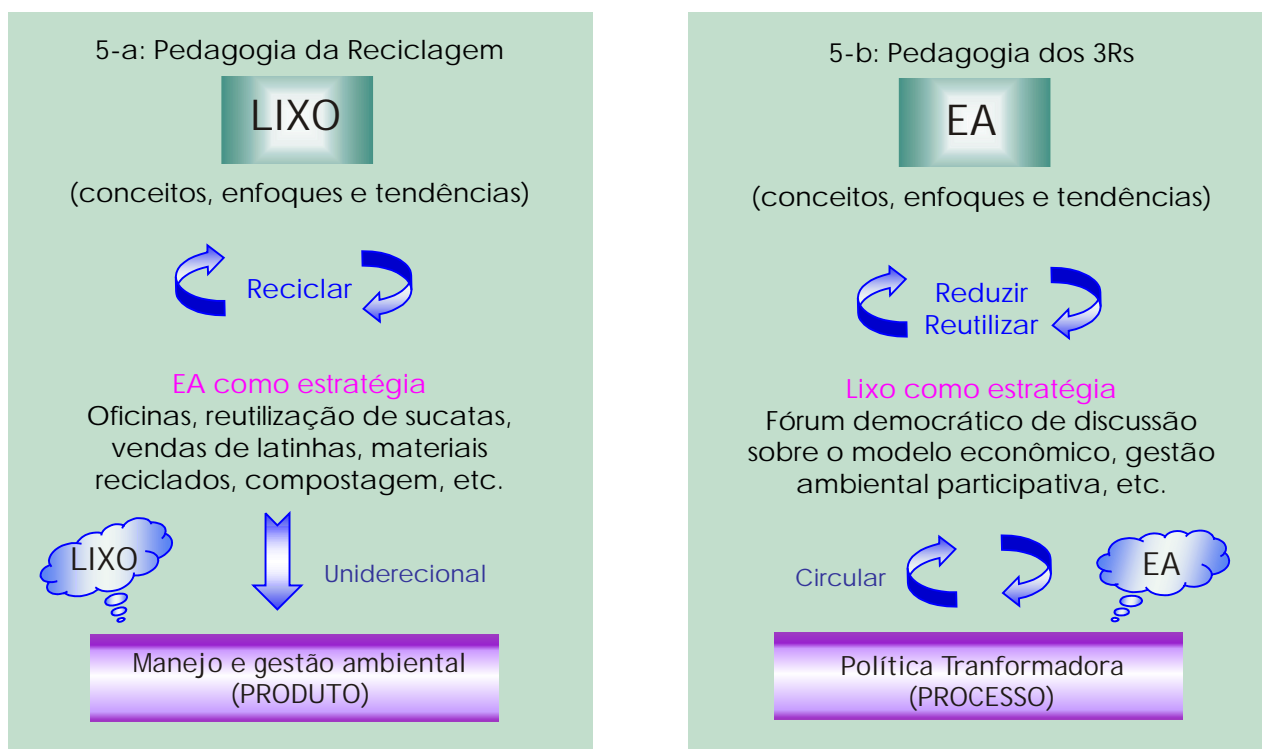 5-a: Pedagogia da Reciclagem
LIXO
(conceitos, enfoques e tendências)
Reciclar
EA como estratégia
Oficinas, reutilização de sucatas,
vendas de latinhas, materiais
reciclados, compostagem, etc.
LIXO
Uniderecional
Manejo e gestão ambiental
(PRODUTO)
5-b: Pedagogia dos 3Rs
EA
(conceitos, enfoques e tendências)
Reduzir
Reutilizar
Lixo como estratégia
Fórum democrático de discussão
sobre o modelo econômico, gestão
ambiental participativa, etc.
Circular
EA
Política Tranformadora
(PROCESSO)